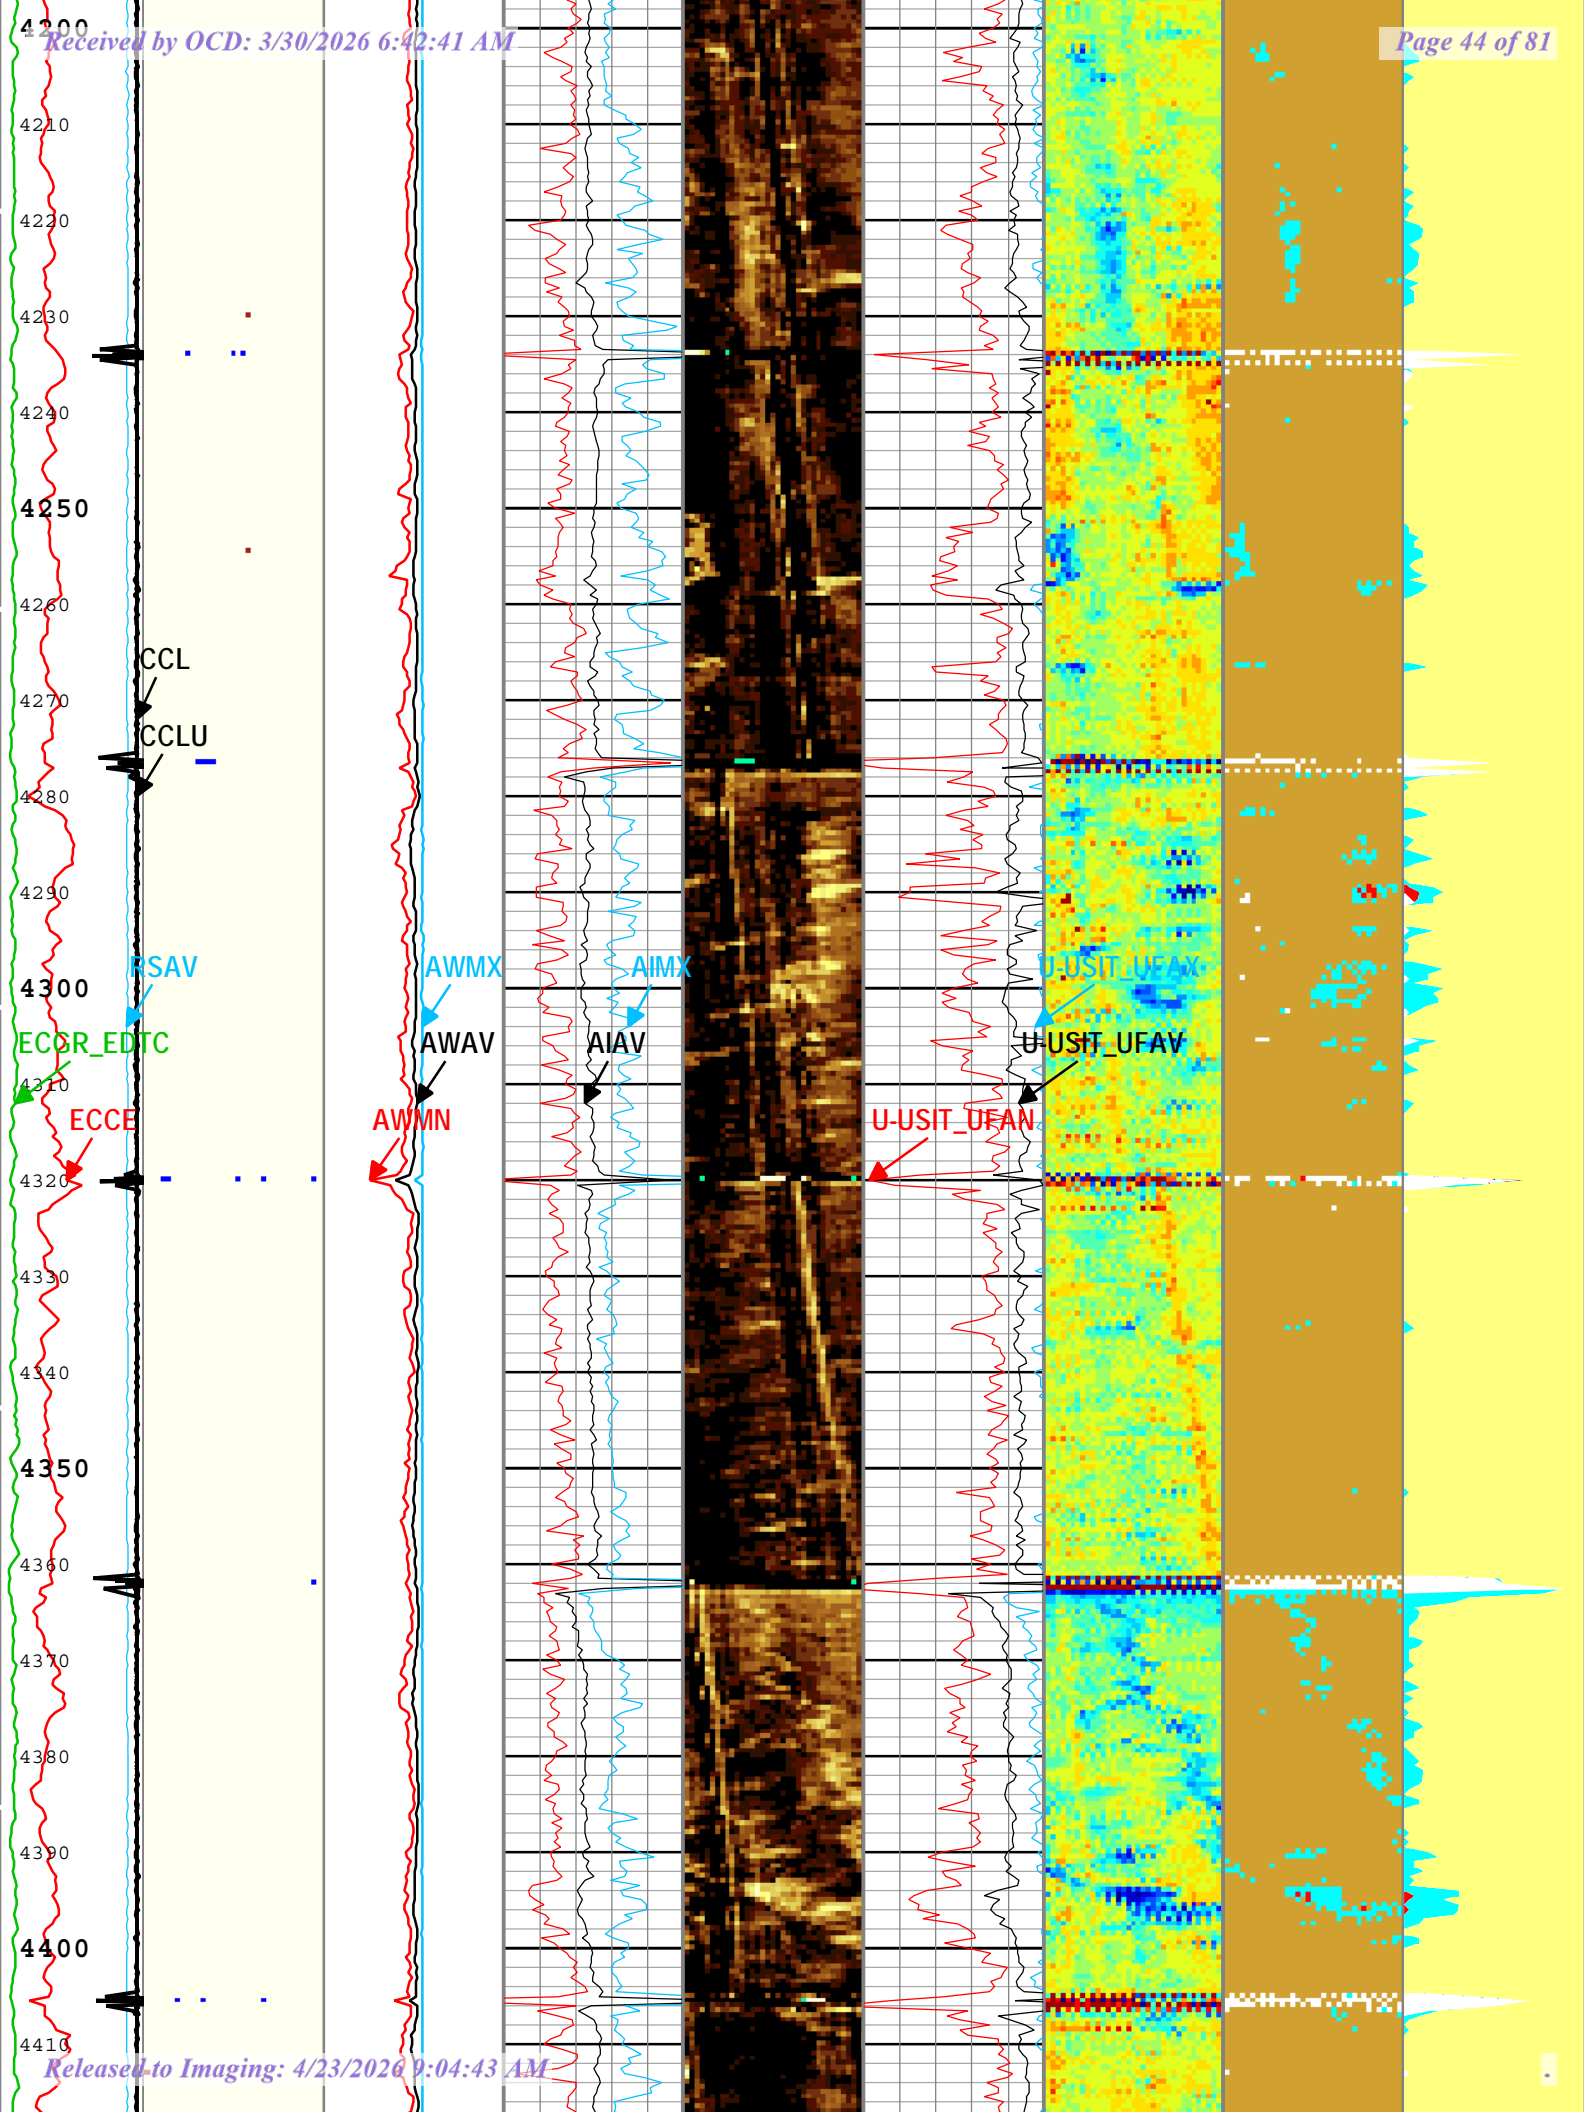 4200
Received by OCD: 3/30/2026 6:42:41 AM
Page 44 of 81
4210
4220
4230
4240
4250
4260
CCL
4270
CCLU
4280
4290
RSAV
AWMX
AIMX
U-USIT_UFAX
4300
ECGR_EDTC
AWAV
AIAV
U-USIT_UFAV
4310
ECCE
AWMN
U-USIT_UFAN
4320
4330
4340
4350
4360
4370
4380
4390
4400
4410
Released to Imaging: 4/23/2026 9:04:43 AM